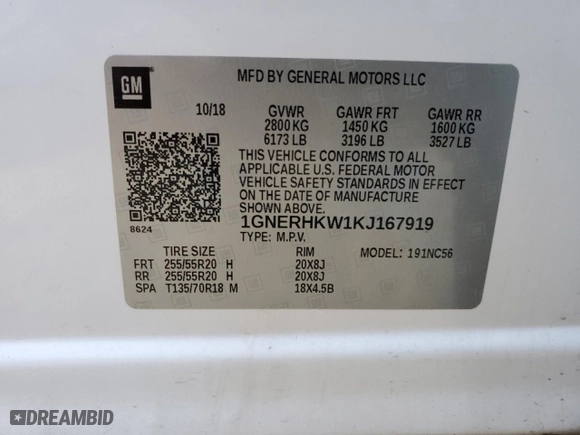 GM
MFD BY GENERAL MOTORS LLC
10/18 GVWR GAWR FRT GAWR RR
2800 KG 1450 KG 1600 KG
6173 LB 3196 LB 3527 LB
THIS VEHICLE CONFORMS TO ALL
APPLICABLE U.S. FEDERAL MOTOR
VEHICLE SAFETY STANDARDS IN EFFECT
ON THE DATE OF MANUFACTURE
SHOWN ABOVE.
8624 1GNERHKW1KJ167919
TYPE: M.P.V. MODEL: 191NC56
TIRE SIZE RIM
FRT 255/55R20 H 20X8J
RR 255/55R20 H 20X8J
SPA T135/70R18 M 18X4.5B
DREAMBID